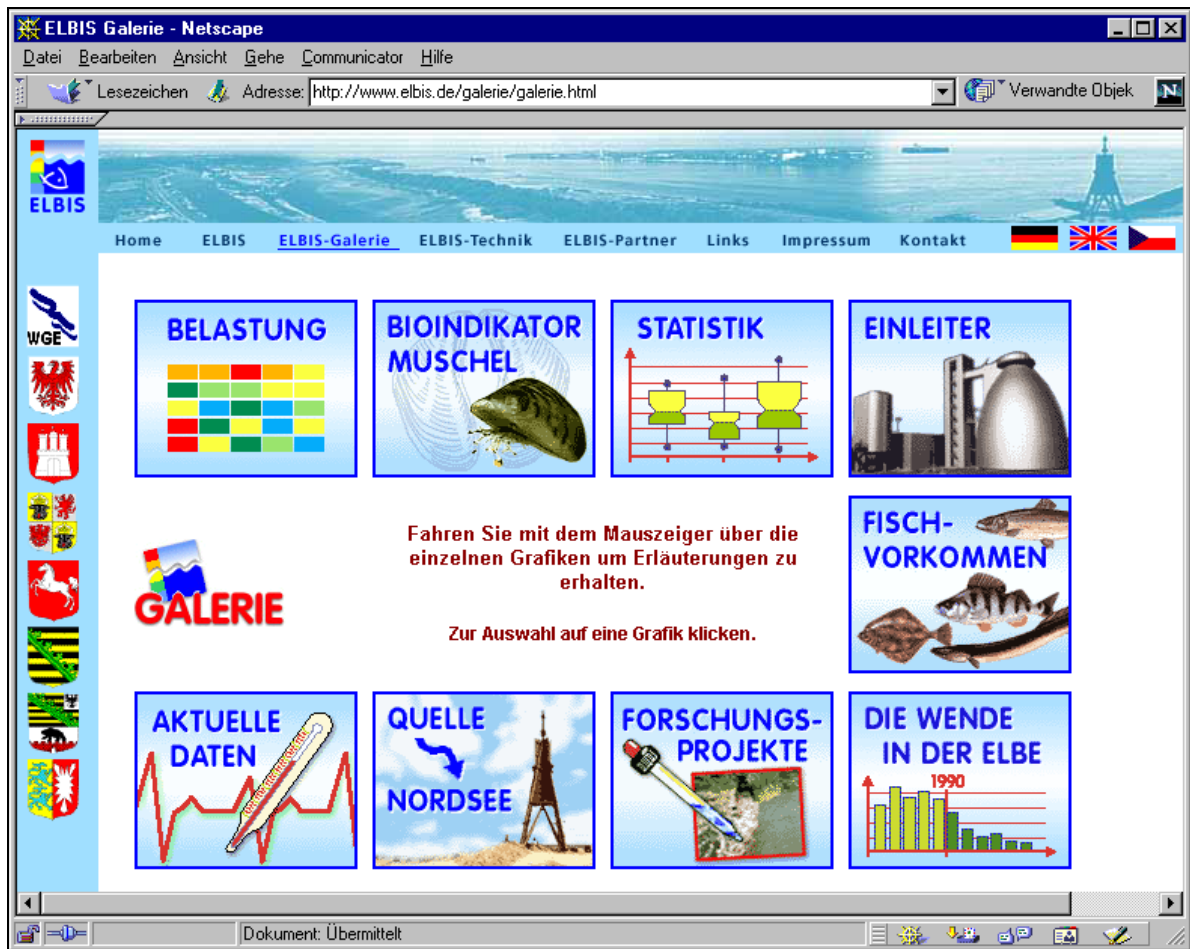 ELBIS Galerie - Netscape
Datei Bearbeiten Ansicht Gehe Communicator Hilfe
Lesezeichen Adresse: http://www.elbis.de/galerie/galerie.html Verwandte Objek N
ELBIS
Home ELBIS ELBIS-Galerie ELBIS-Technik ELBIS-Partner Links Impressum Kontakt
WGE
BELASTUNG
BIOINDIKATOR
MUSCHEL
STATISTIK
EINLEITER
GALERIE
Fahren Sie mit dem Mauszeiger über die
einzelnen Grafiken um Erläuterungen zu
erhalten.
Zur Auswahl auf eine Grafik klicken.
FISCH-
VORKOMMEN
AKTUELLE
DATEN
QUELLE
NORDSEE
FORSCHUNGS-
PROJEKTE
DIE WENDE
IN DER ELBE
1990
Dokument: Übermittelt